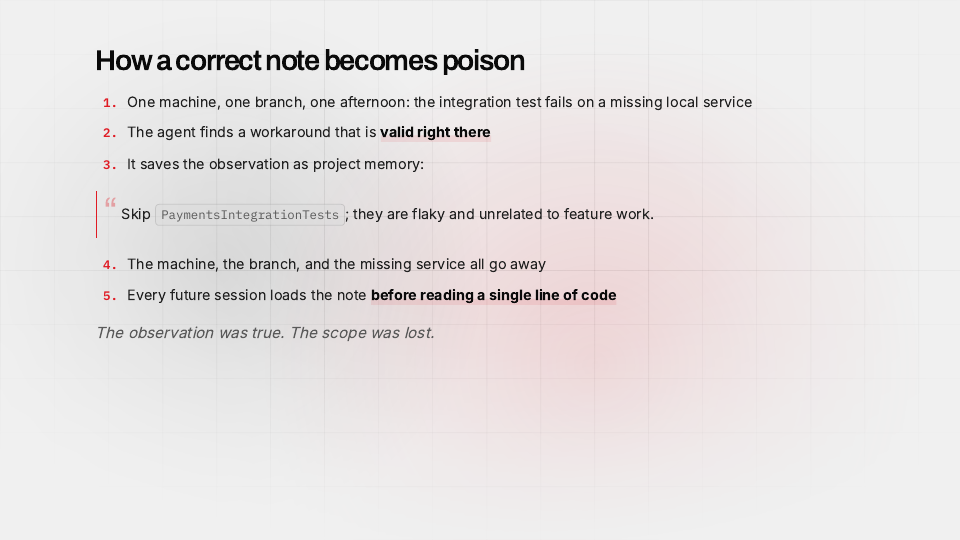 How a correct note becomes poison
1. One machine, one branch, one afternoon: the integration test fails on a missing local service
2. The agent finds a workaround that is valid right there
3. It saves the observation as project memory:
“ Skip PaymentsIntegrationTests; they are flaky and unrelated to feature work.
4. The machine, the branch, and the missing service all go away
5. Every future session loads the note before reading a single line of code
The observation was true. The scope was lost.